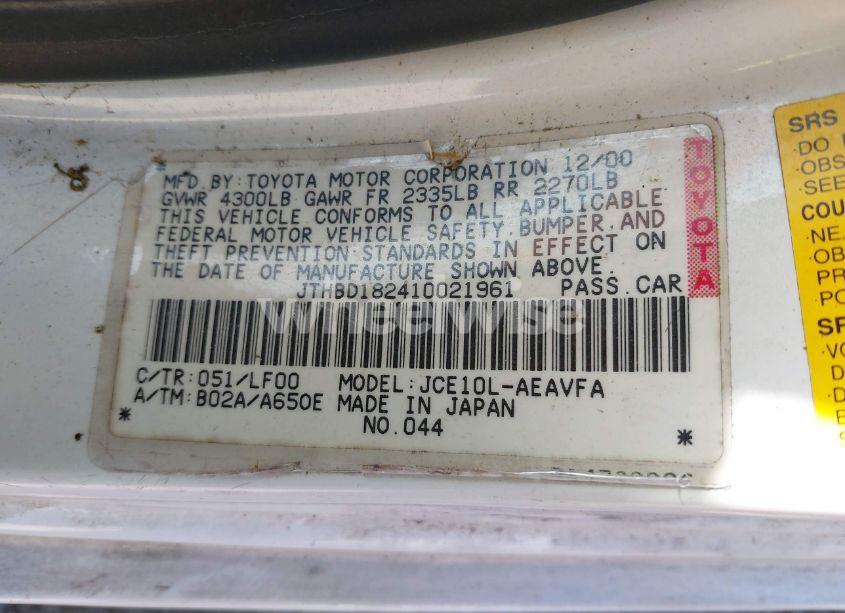 MFD. BY: TOYOTA MOTOR CORPORATION 12/00
GVWR 4300LB GAWR FR 2335LB RR 2270LB
THIS VEHICLE CONFORMS TO ALL APPLICABLE
FEDERAL MOTOR VEHICLE SAFETY, BUMPER, AND
THEFT PREVENTION STANDARDS IN EFFECT ON
THE DATE OF MANUFACTURE SHOWN ABOVE.
JTHBD182410021961 PASS. CAR
C/TR: 051/LF00 MODEL: JCE10L-AEAVFA
A/TM: B02A/A650E MADE IN JAPAN
* NO. 044 *
TOYOTA
WheelWise
SRS
·DO
·OBS
·SEE
COU
·NE
·OB
PR
·PO
SR
·VO
D
·D